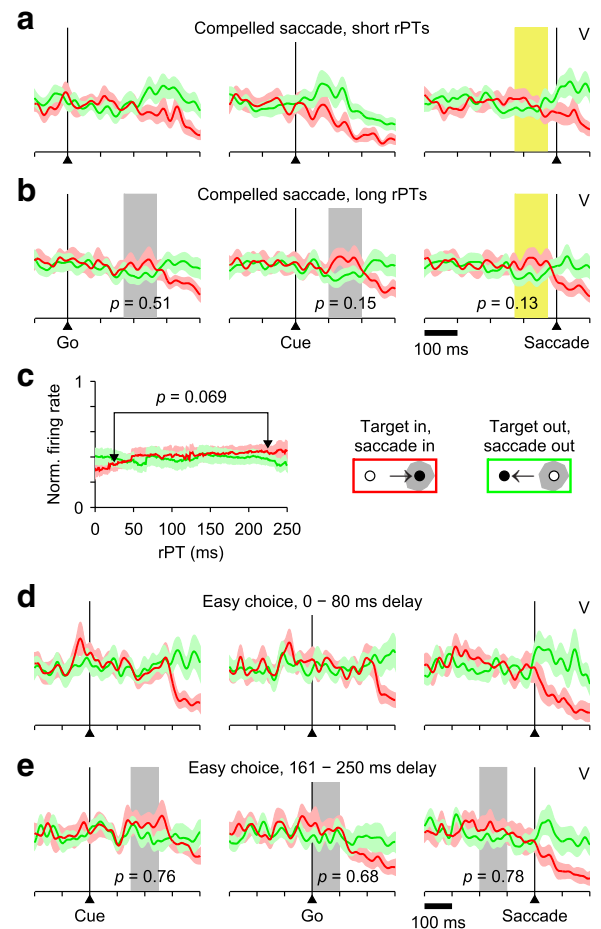 a
Compelled saccade, short rPTs
V
b
Compelled saccade, long rPTs
V
p = 0.51
p = 0.15
p = 0.13
Go
Cue
100 ms
Saccade
c
1
p = 0.069
Norm. firing rate
0
0
50
100
150
200
250
rPT (ms)
Target in,
saccade in
Target out,
saccade out
d
Easy choice, 0 – 80 ms delay
V
e
Easy choice, 161 – 250 ms delay
V
p = 0.76
p = 0.68
p = 0.78
Cue
Go
100 ms
Saccade